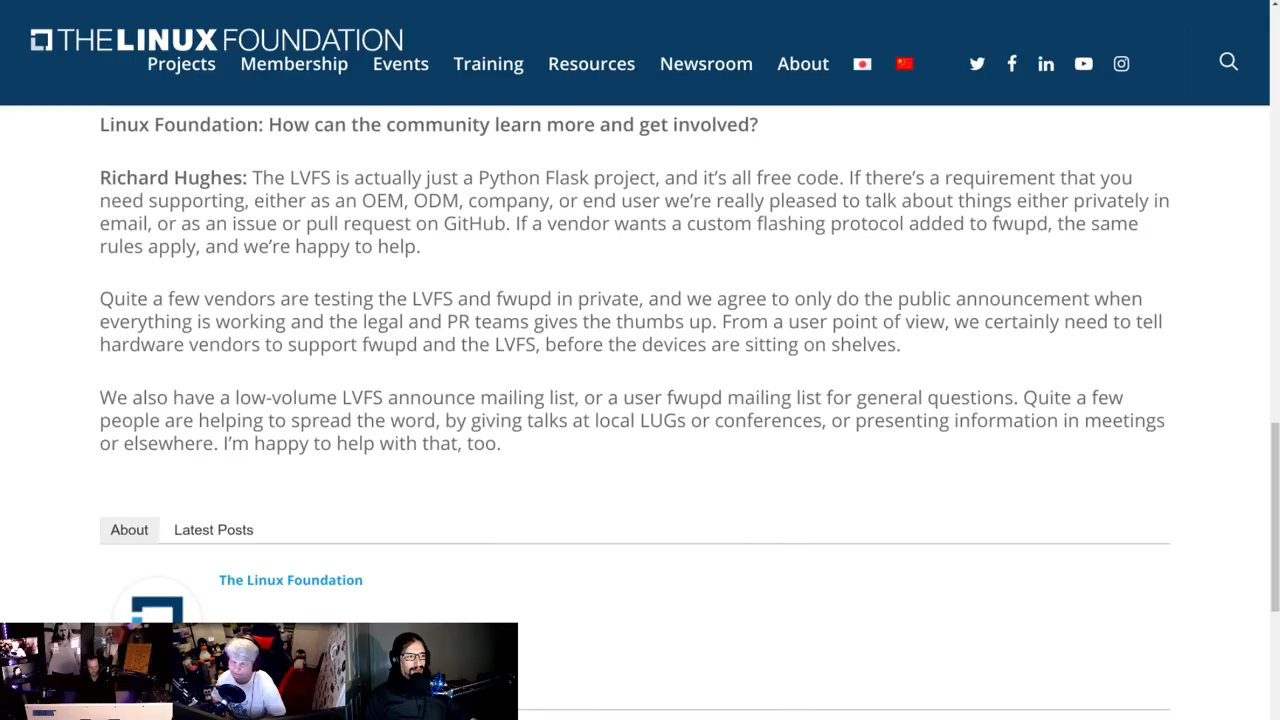 THE LINUX FOUNDATION
Projects Membership Events Training Resources Newsroom About
Linux Foundation: How can the community learn more and get involved?
Richard Hughes: The LVFS is actually just a Python Flask project, and it’s all free code. If there’s a requirement that you
need supporting, either as an OEM, ODM, company, or end user we’re really pleased to talk about things either privately in
email, or as an issue or pull request on GitHub. If a vendor wants a custom flashing protocol added to fwupd, the same
rules apply, and we’re happy to help.
Quite a few vendors are testing the LVFS and fwupd in private, and we agree to only do the public announcement when
everything is working and the legal and PR teams gives the thumbs up. From a user point of view, we certainly need to tell
hardware vendors to support fwupd and the LVFS, before the devices are sitting on shelves.
We also have a low-volume LVFS announce mailing list, or a user fwupd mailing list for general questions. Quite a few
people are helping to spread the word, by giving talks at local LUGs or conferences, or presenting information in meetings
or elsewhere. I’m happy to help with that, too.
About Latest Posts
The Linux Foundation